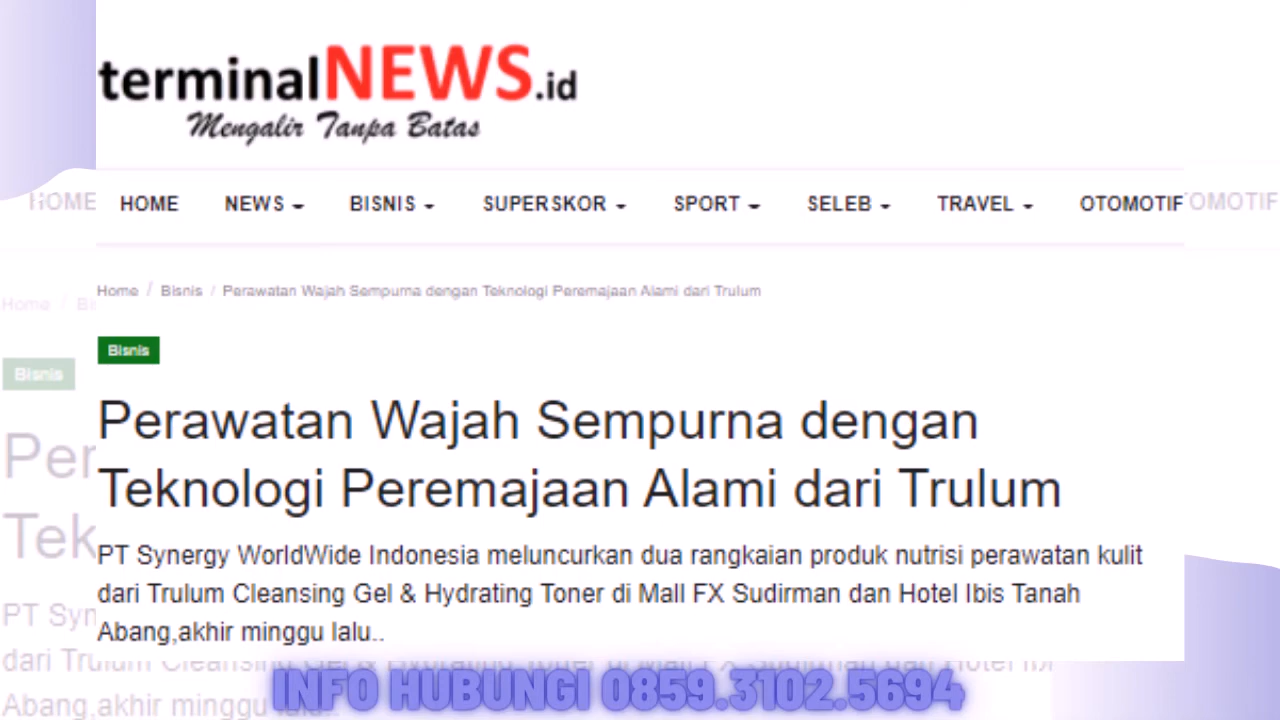 terminalNEWS.id
Mengalir Tanpa Batas
HOME NEWS BISNIS SUPERSKOR SPORT SELEB TRAVEL OTOMOTIF
Home / Bisnis / Perawatan Wajah Sempurna dengan Teknologi Peremajaan Alami dari Trulum
Bisnis
Perawatan Wajah Sempurna dengan
Teknologi Peremajaan Alami dari Trulum
PT Synergy WorldWide Indonesia meluncurkan dua rangkaian produk nutrisi perawatan kulit
dari Trulum Cleansing Gel & Hydrating Toner di Mall FX Sudirman dan Hotel Ibis Tanah
Abang,akhir minggu lalu..
INFO HUBUNGI 0859.3102.5694